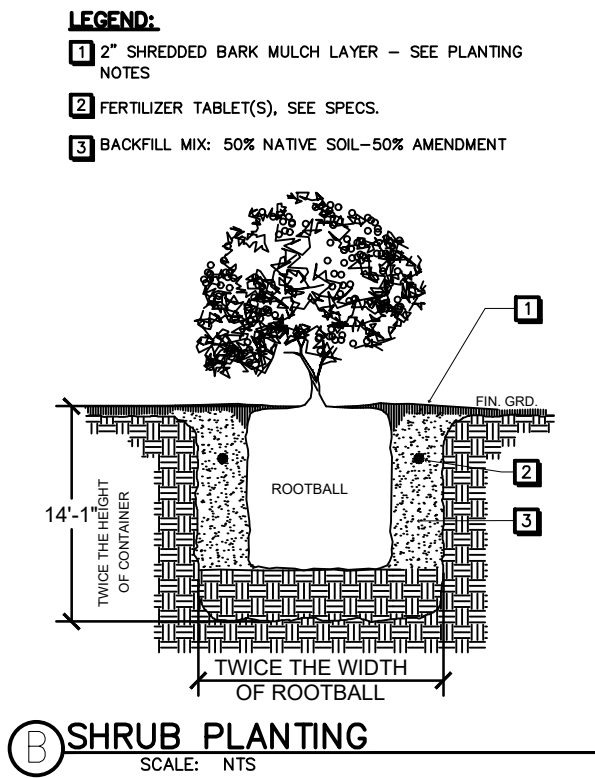 LEGEND:
1 2" SHREDDED BARK MULCH LAYER – SEE PLANTING
NOTES
2 FERTILIZER TABLET(S), SEE SPECS.
3 BACKFILL MIX: 50% NATIVE SOIL–50% AMENDMENT
1
FIN. GRD.
ROOTBALL
2
3
14'-1"
TWICE THE HEIGHT
OF CONTAINER
TWICE THE WIDTH
OF ROOTBALL
B SHRUB PLANTING
SCALE: NTS